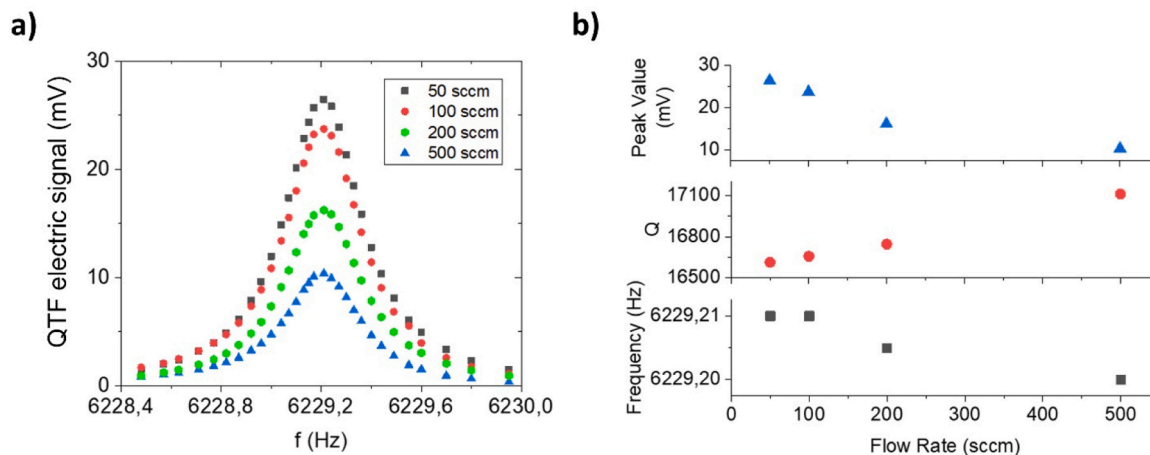 a)
30
20
10
0
QTF electric signal (mV)
50 sccm
100 sccm
200 sccm
500 sccm
6228,4
6228,8
6229,2
6229,6
6230,0
f (Hz)
b)
30
20
10
Peak Value
(mV)
17100
16800
16500
Q
6229,21
6229,20
Frequency (Hz)
0
100
200
300
400
500
Flow Rate (sccm)